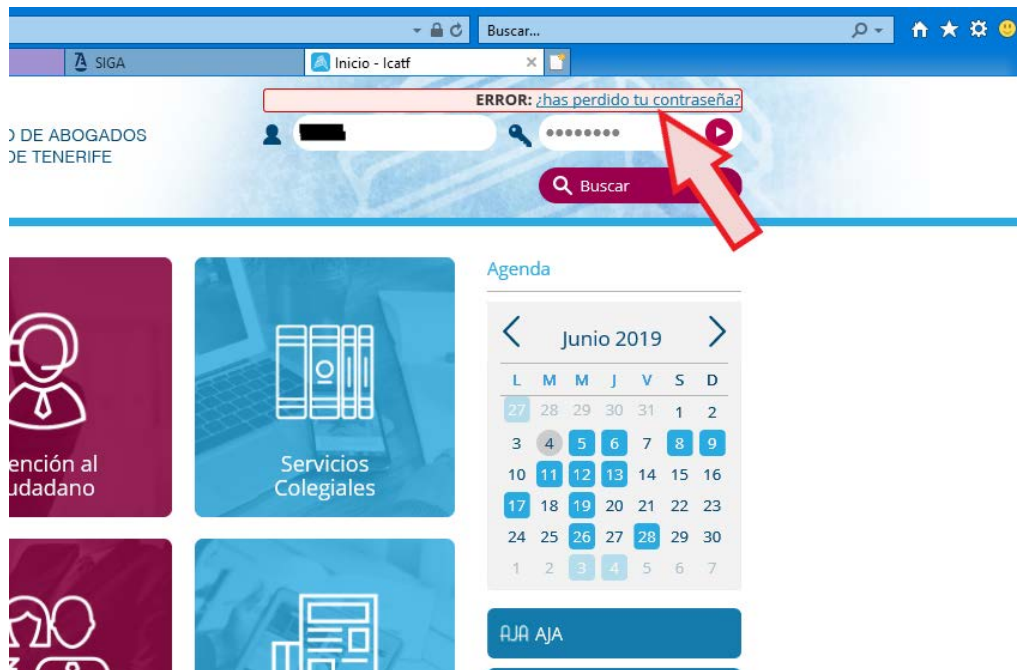 Buscar...
SIGA
Inicio - Icatf
ERROR: ¿has perdido tu contraseña?
O DE ABOGADOS
DE TENERIFE
Buscar
Agenda
Junio 2019
L M M J V S D
27 28 29 30 31 1 2
3 4 5 6 7 8 9
10 11 12 13 14 15 16
17 18 19 20 21 22 23
24 25 26 27 28 29 30
1 2 3 4 5 6 7
ención al
udadano
Servicios
Colegiales
AJA AJA